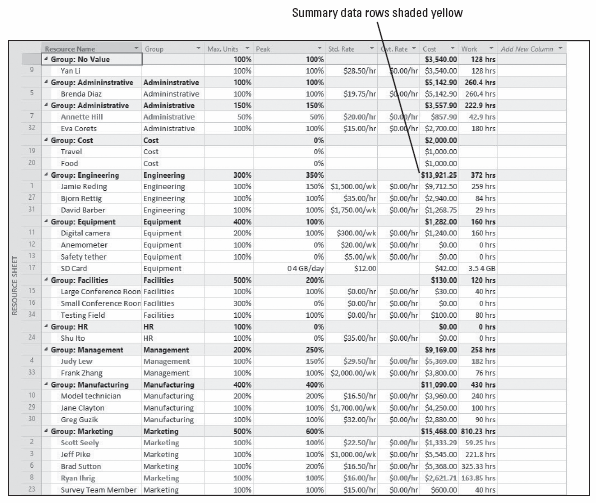 Summary data rows shaded yellow
Resource Name Group Max. Units Peak Std. Rate Ovt. Rate Cost Work Add New Column
Group: No Value 100% 100% $3,540.00 128 hrs
9 Yan Li 100% 100% $28.50/hr $0.00/hr $3,540.00 128 hrs
Group: Admininstrative Admininstrative 100% 100% $5,142.90 260.4 hrs
5 Brenda Diaz Admininstrative 100% 100% $19.75/hr $0.00/hr $5,142.90 260.4 hrs
Group: Administrative Administrative 150% 150% $3,557.90 222.9 hrs
7 Annette Hill Administrative 50% 50% $20.00/hr $0.00/hr $857.90 42.9 hrs
32 Eva Corets Administrative 100% 100% $15.00/hr $0.00/hr $2,700.00 180 hrs
Group: Cost Cost 0% $2,000.00
19 Travel Cost 0% $1,000.00
20 Food Cost 0% $1,000.00
Group: Engineering Engineering 300% 350% $13,921.25 372 hrs
1 Jamie Reding Engineering 100% 150% $1,500.00/wk $0.00/hr $9,712.50 259 hrs
27 Bjorn Rettig Engineering 100% 100% $35.00/hr $0.00/hr $2,940.00 84 hrs
31 David Barber Engineering 100% 100% $1,750.00/wk $0.00/hr $1,268.75 29 hrs
Group: Equipment Equipment 400% 100% $1,282.00 160 hrs
11 Digital camera Equipment 200% 100% $300.00/wk $0.00/hr $1,240.00 160 hrs
12 Anemometer Equipment 100% 0% $20.00/wk $0.00/hr $0.00 0 hrs
13 Safety tether Equipment 100% 0% $5.00/wk $0.00/hr $0.00 0 hrs
17 SD Card Equipment 0.4 GB/day $12.00 $42.00 3.5 4 GB
Group: Facilities Facilities 500% 200% $130.00 120 hrs
15 Large Conference Room Facilities 100% 100% $0.00/hr $0.00/hr $30.00 40 hrs
16 Small Conference Room Facilities 300% 0% $0.00/hr $0.00/hr $0.00 0 hrs
34 Testing Field Facilities 100% 100% $0.00/hr $0.00/hr $100.00 80 hrs
Group: HR HR 100% 0% $0.00 0 hrs
24 Shu Ito HR 100% 0% $35.00/hr $0.00/hr $0.00 0 hrs
Group: Management Management 200% 250% $9,169.00 258 hrs
4 Judy Lew Management 100% 150% $29.50/hr $0.00/hr $5,369.00 182 hrs
33 Frank Zhang Management 100% 100% $2,000.00/wk $0.00/hr $3,800.00 76 hrs
Group: Manufacturing Manufacturing 400% 400% $11,090.00 430 hrs
10 Model technician Manufacturing 200% 200% $16.50/hr $0.00/hr $3,960.00 240 hrs
29 Jane Clayton Manufacturing 100% 100% $1,700.00/wk $0.00/hr $4,250.00 100 hrs
30 Greg Guzik Manufacturing 100% 100% $32.00/hr $0.00/hr $2,880.00 90 hrs
Group: Marketing Marketing 500% 600% $15,468.00 810.23 hrs
2 Scott Seely Marketing 100% 100% $22.50/hr $0.00/hr $1,333.29 59.25 hrs
3 Jeff Pike Marketing 100% 100% $1,000.00/wk $0.00/hr $5,545.00 221.8 hrs
6 Brad Sutton Marketing 100% 200% $16.50/hr $0.00/hr $5,368.00 325.33 hrs
8 Ryan Ihrig Marketing 100% 100% $16.00/hr $0.00/hr $2,621.71 163.85 hrs
23 Survey Team Member Marketing 100% 100% $15.00/hr $0.00/hr $600.00 40 hrs
RESOURCE SHEET